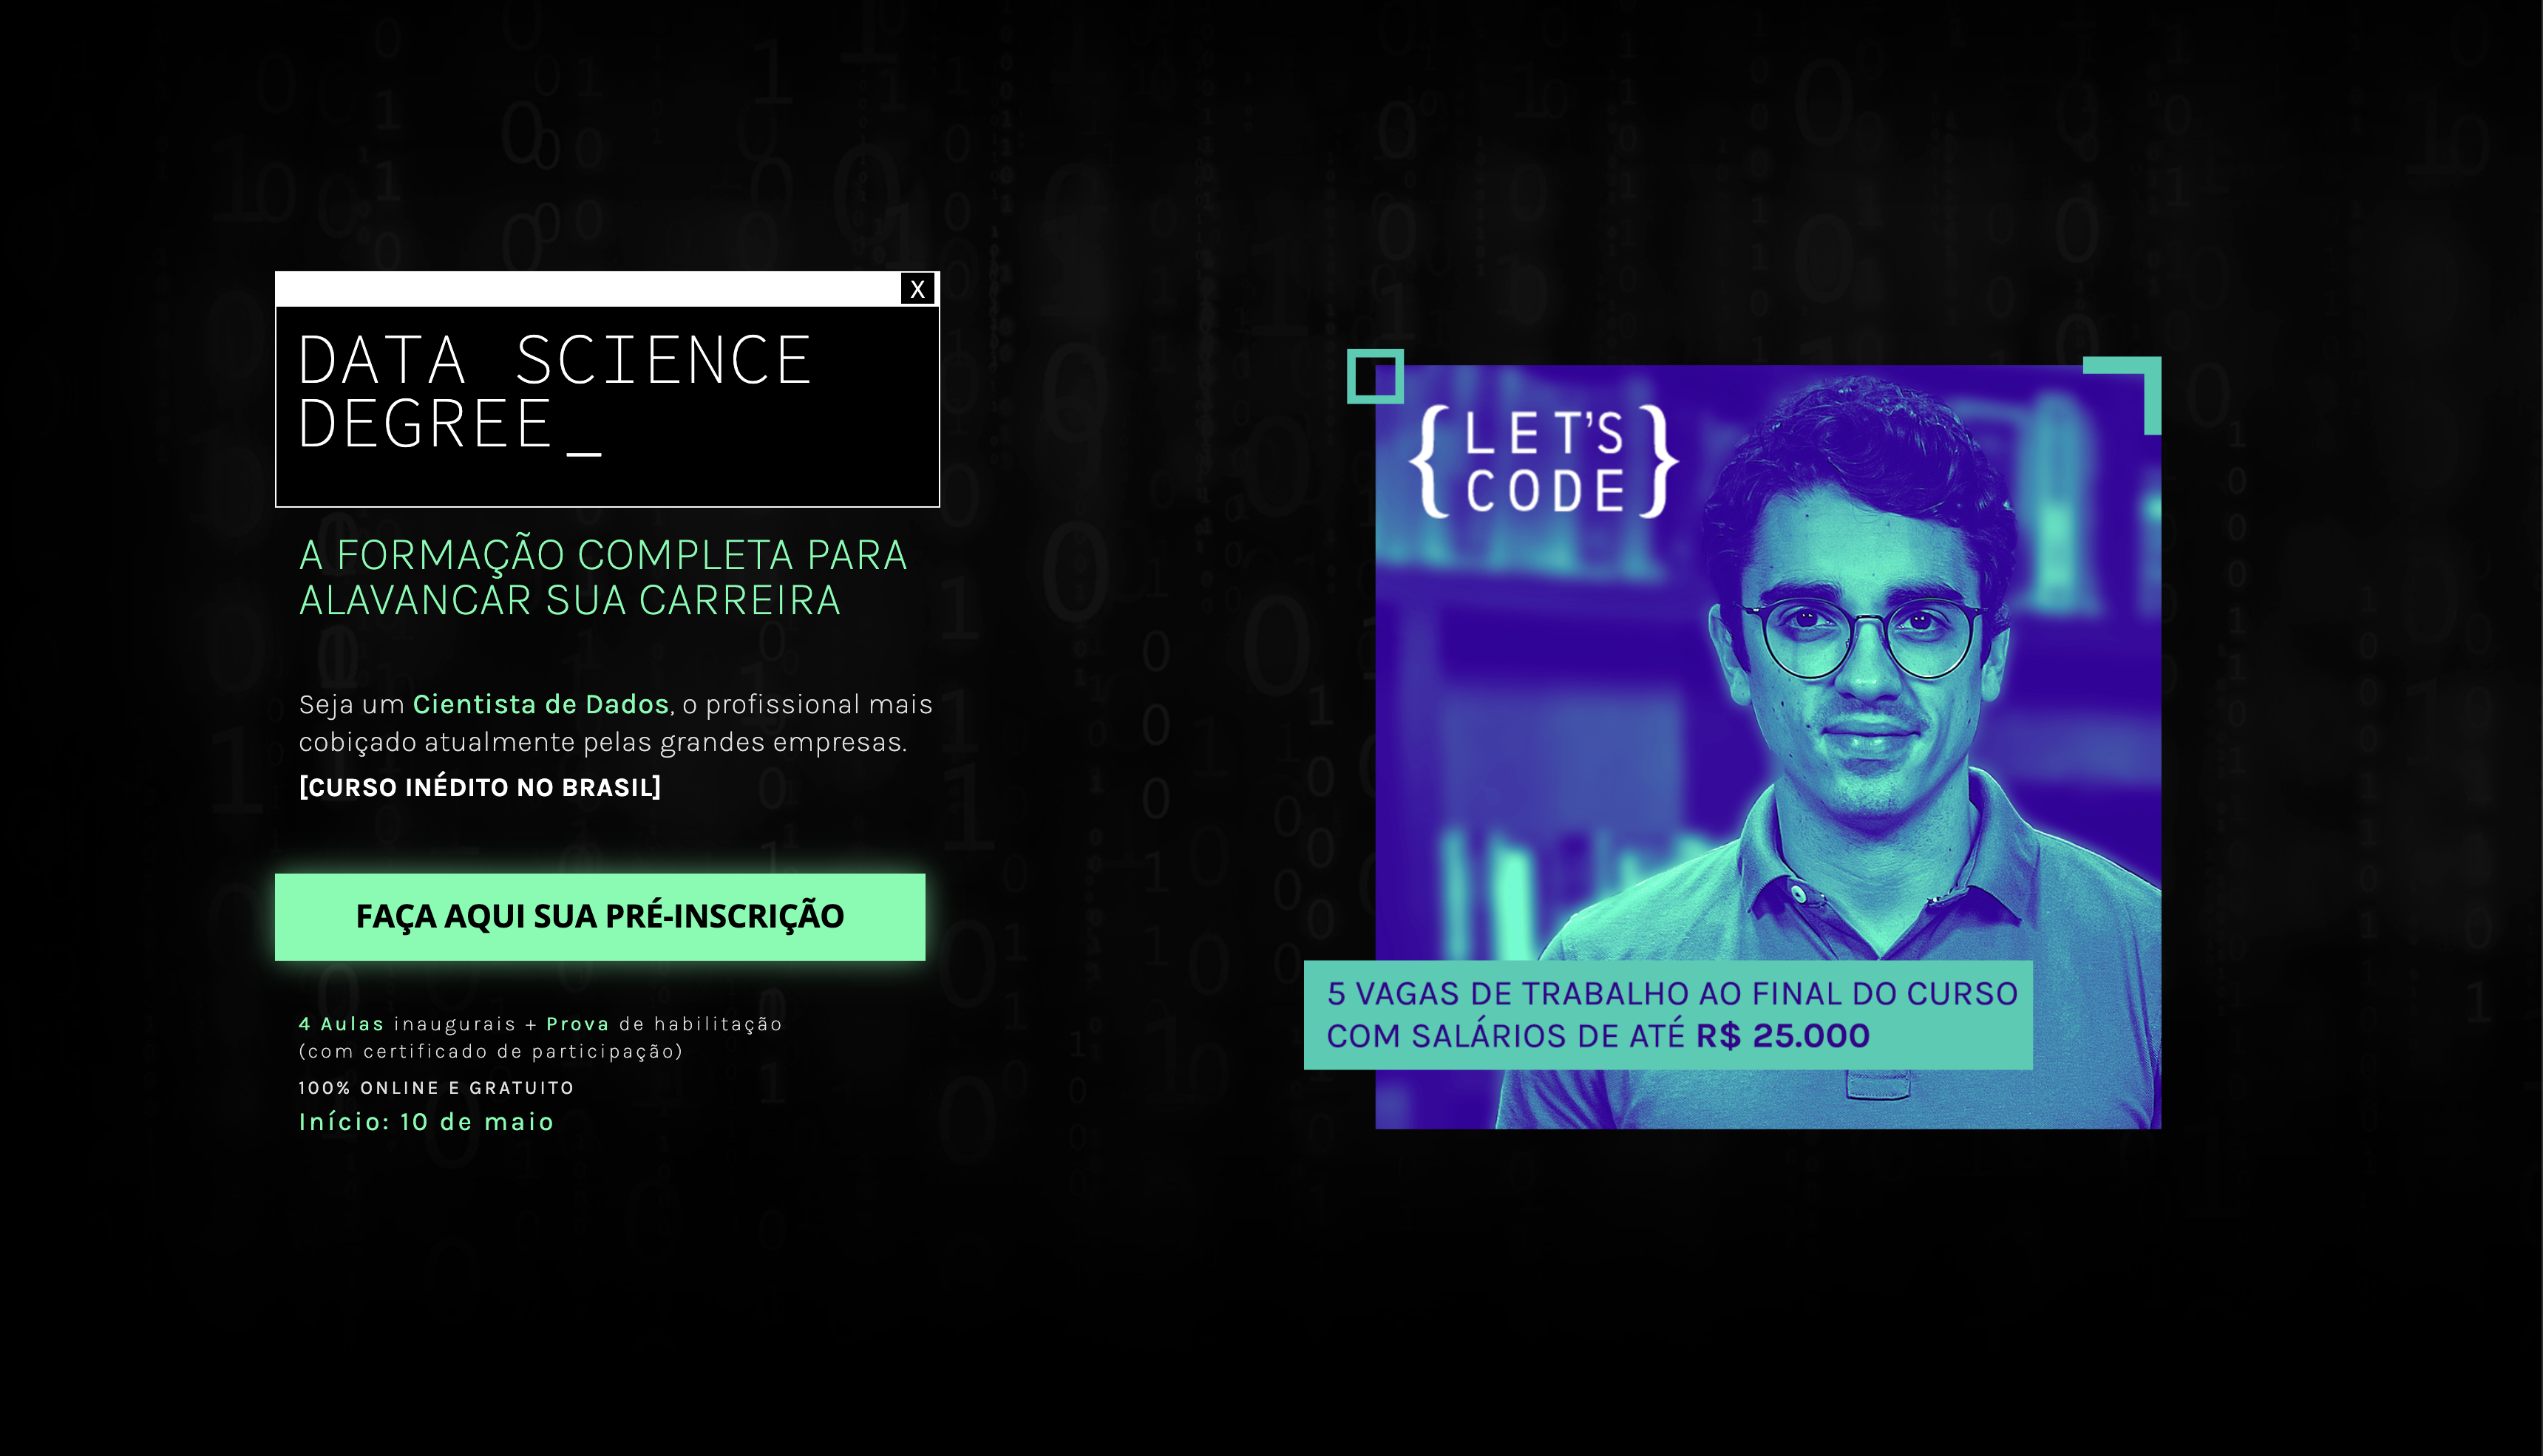 X
DATA SCIENCE
DEGREE_
A FORMAÇÃO COMPLETA PARA
ALAVANCAR SUA CARREIRA
Seja um Cientista de Dados, o profissional mais
cobiçado atualmente pelas grandes empresas.
[CURSO INÉDITO NO BRASIL]
FAÇA AQUI SUA PRÉ-INSCRIÇÃO
4 Aulas inaugurais + Prova de habilitação
(com certificado de participação)
100% ONLINE E GRATUITO
Início: 10 de maio
{LET'S
CODE}
5 VAGAS DE TRABALHO AO FINAL DO CURSO
COM SALÁRIOS DE ATÉ R$ 25.000